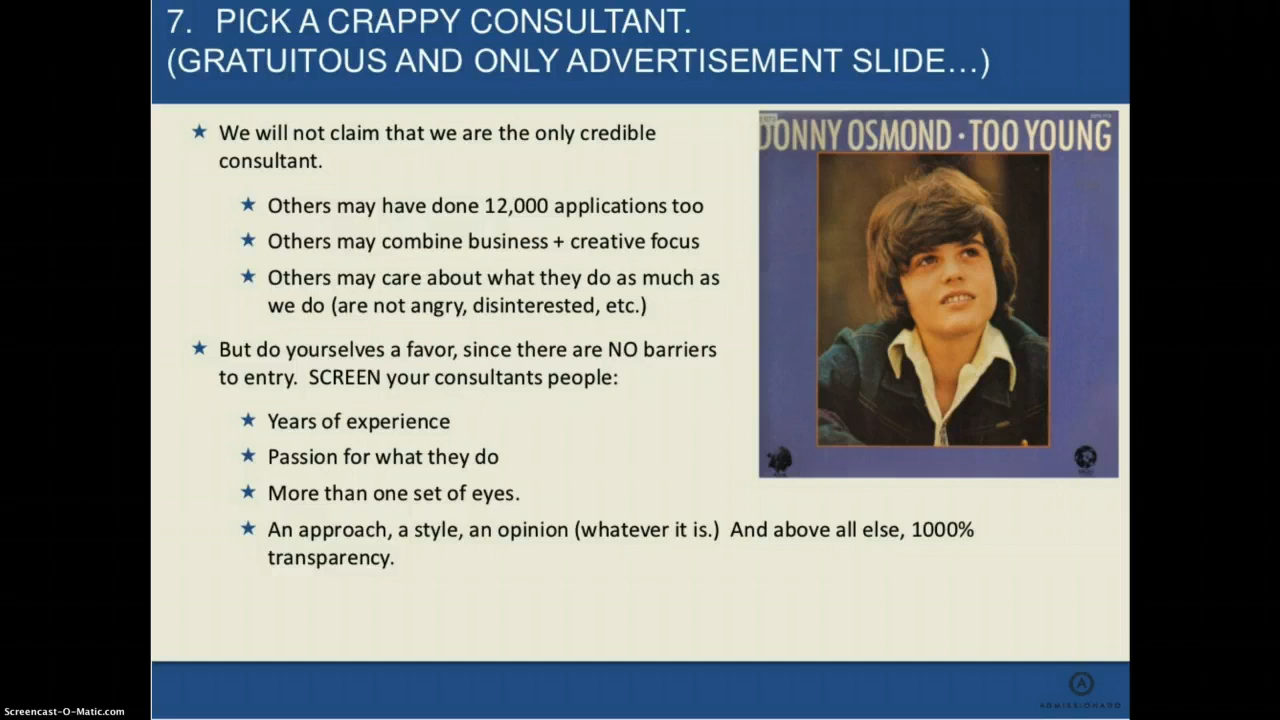 7. PICK A CRAPPY CONSULTANT.
(GRATUITOUS AND ONLY ADVERTISEMENT SLIDE...)
We will not claim that we are the only credible
consultant.
Others may have done 12,000 applications too
Others may combine business + creative focus
Others may care about what they do as much as
we do (are not angry, disinterested, etc.)
But do yourselves a favor, since there are NO barriers
to entry.  SCREEN your consultants people:
Years of experience
Passion for what they do
More than one set of eyes.
An approach, a style, an opinion (whatever it is.)  And above all else, 1000%
transparency.
DONNY OSMOND · TOO YOUNG
A
ADMISSIONADO
Screencast-O-Matic.com